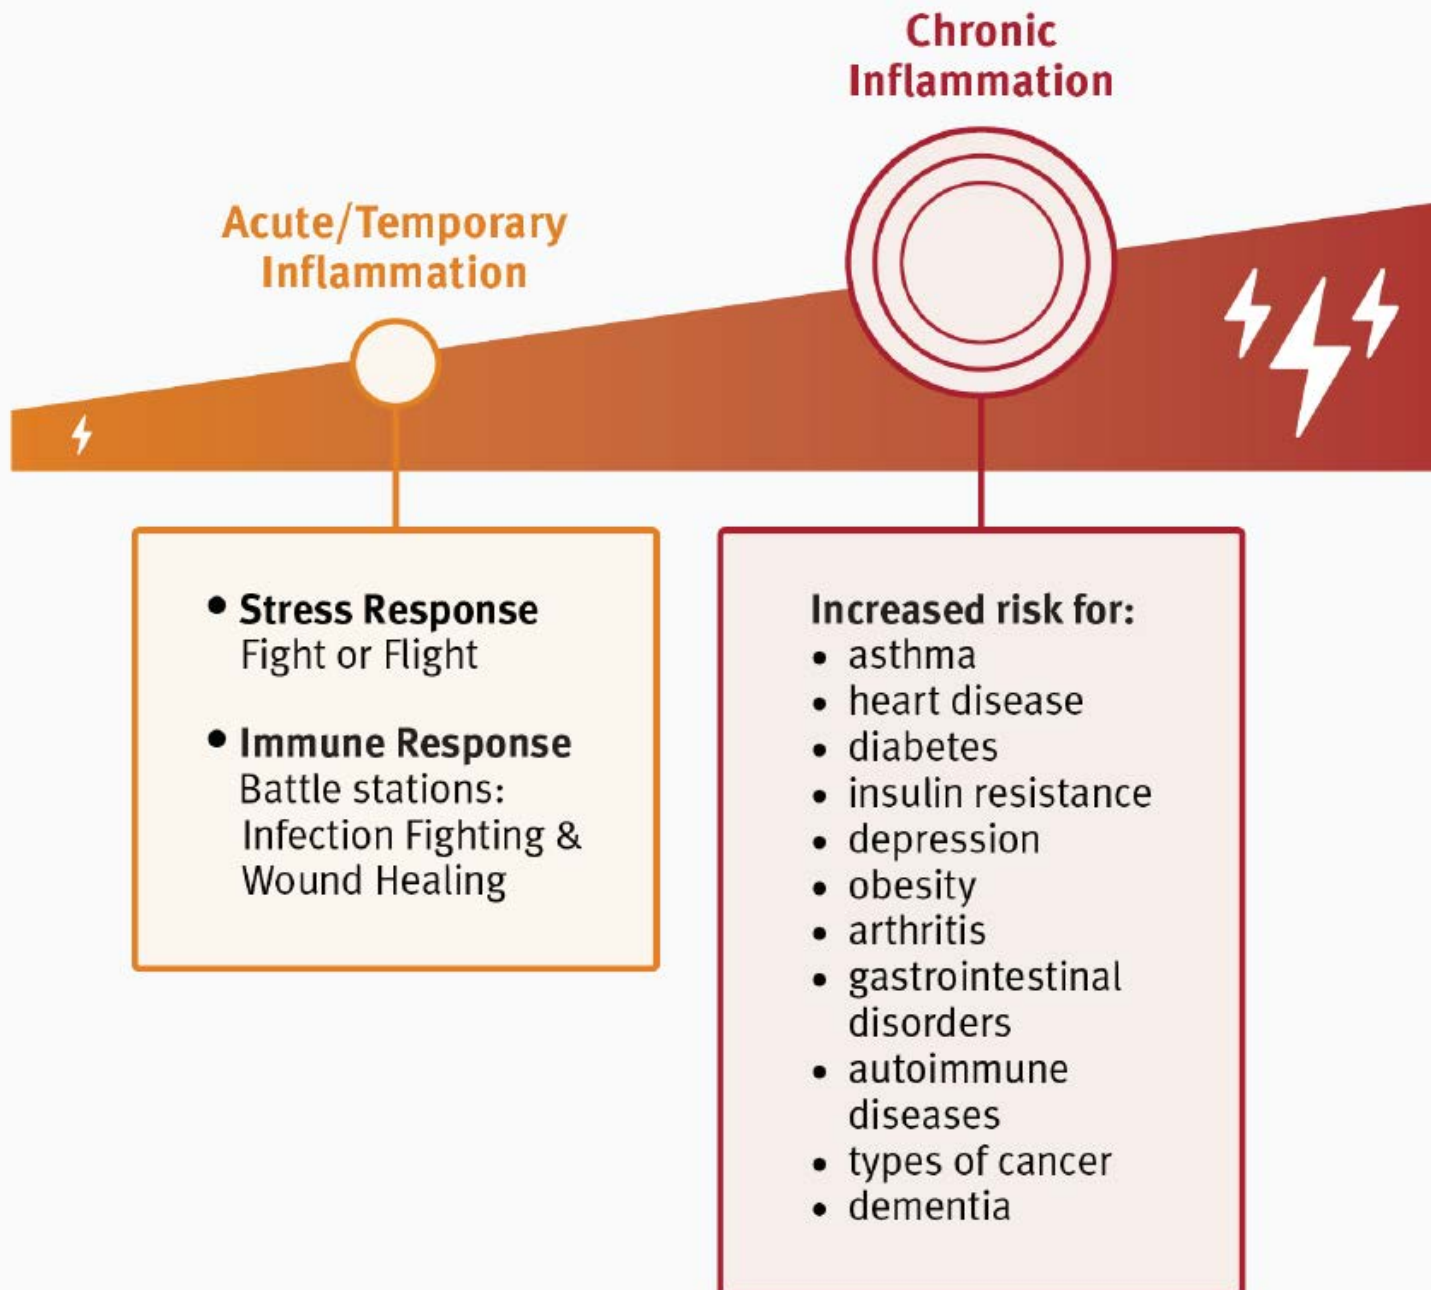 Chronic
Inflammation
Acute/Temporary
Inflammation
• Stress Response
Fight or Flight
• Immune Response
Battle stations:
Infection Fighting &
Wound Healing
Increased risk for:
• asthma
• heart disease
• diabetes
• insulin resistance
• depression
• obesity
• arthritis
• gastrointestinal
disorders
• autoimmune
diseases
• types of cancer
• dementia